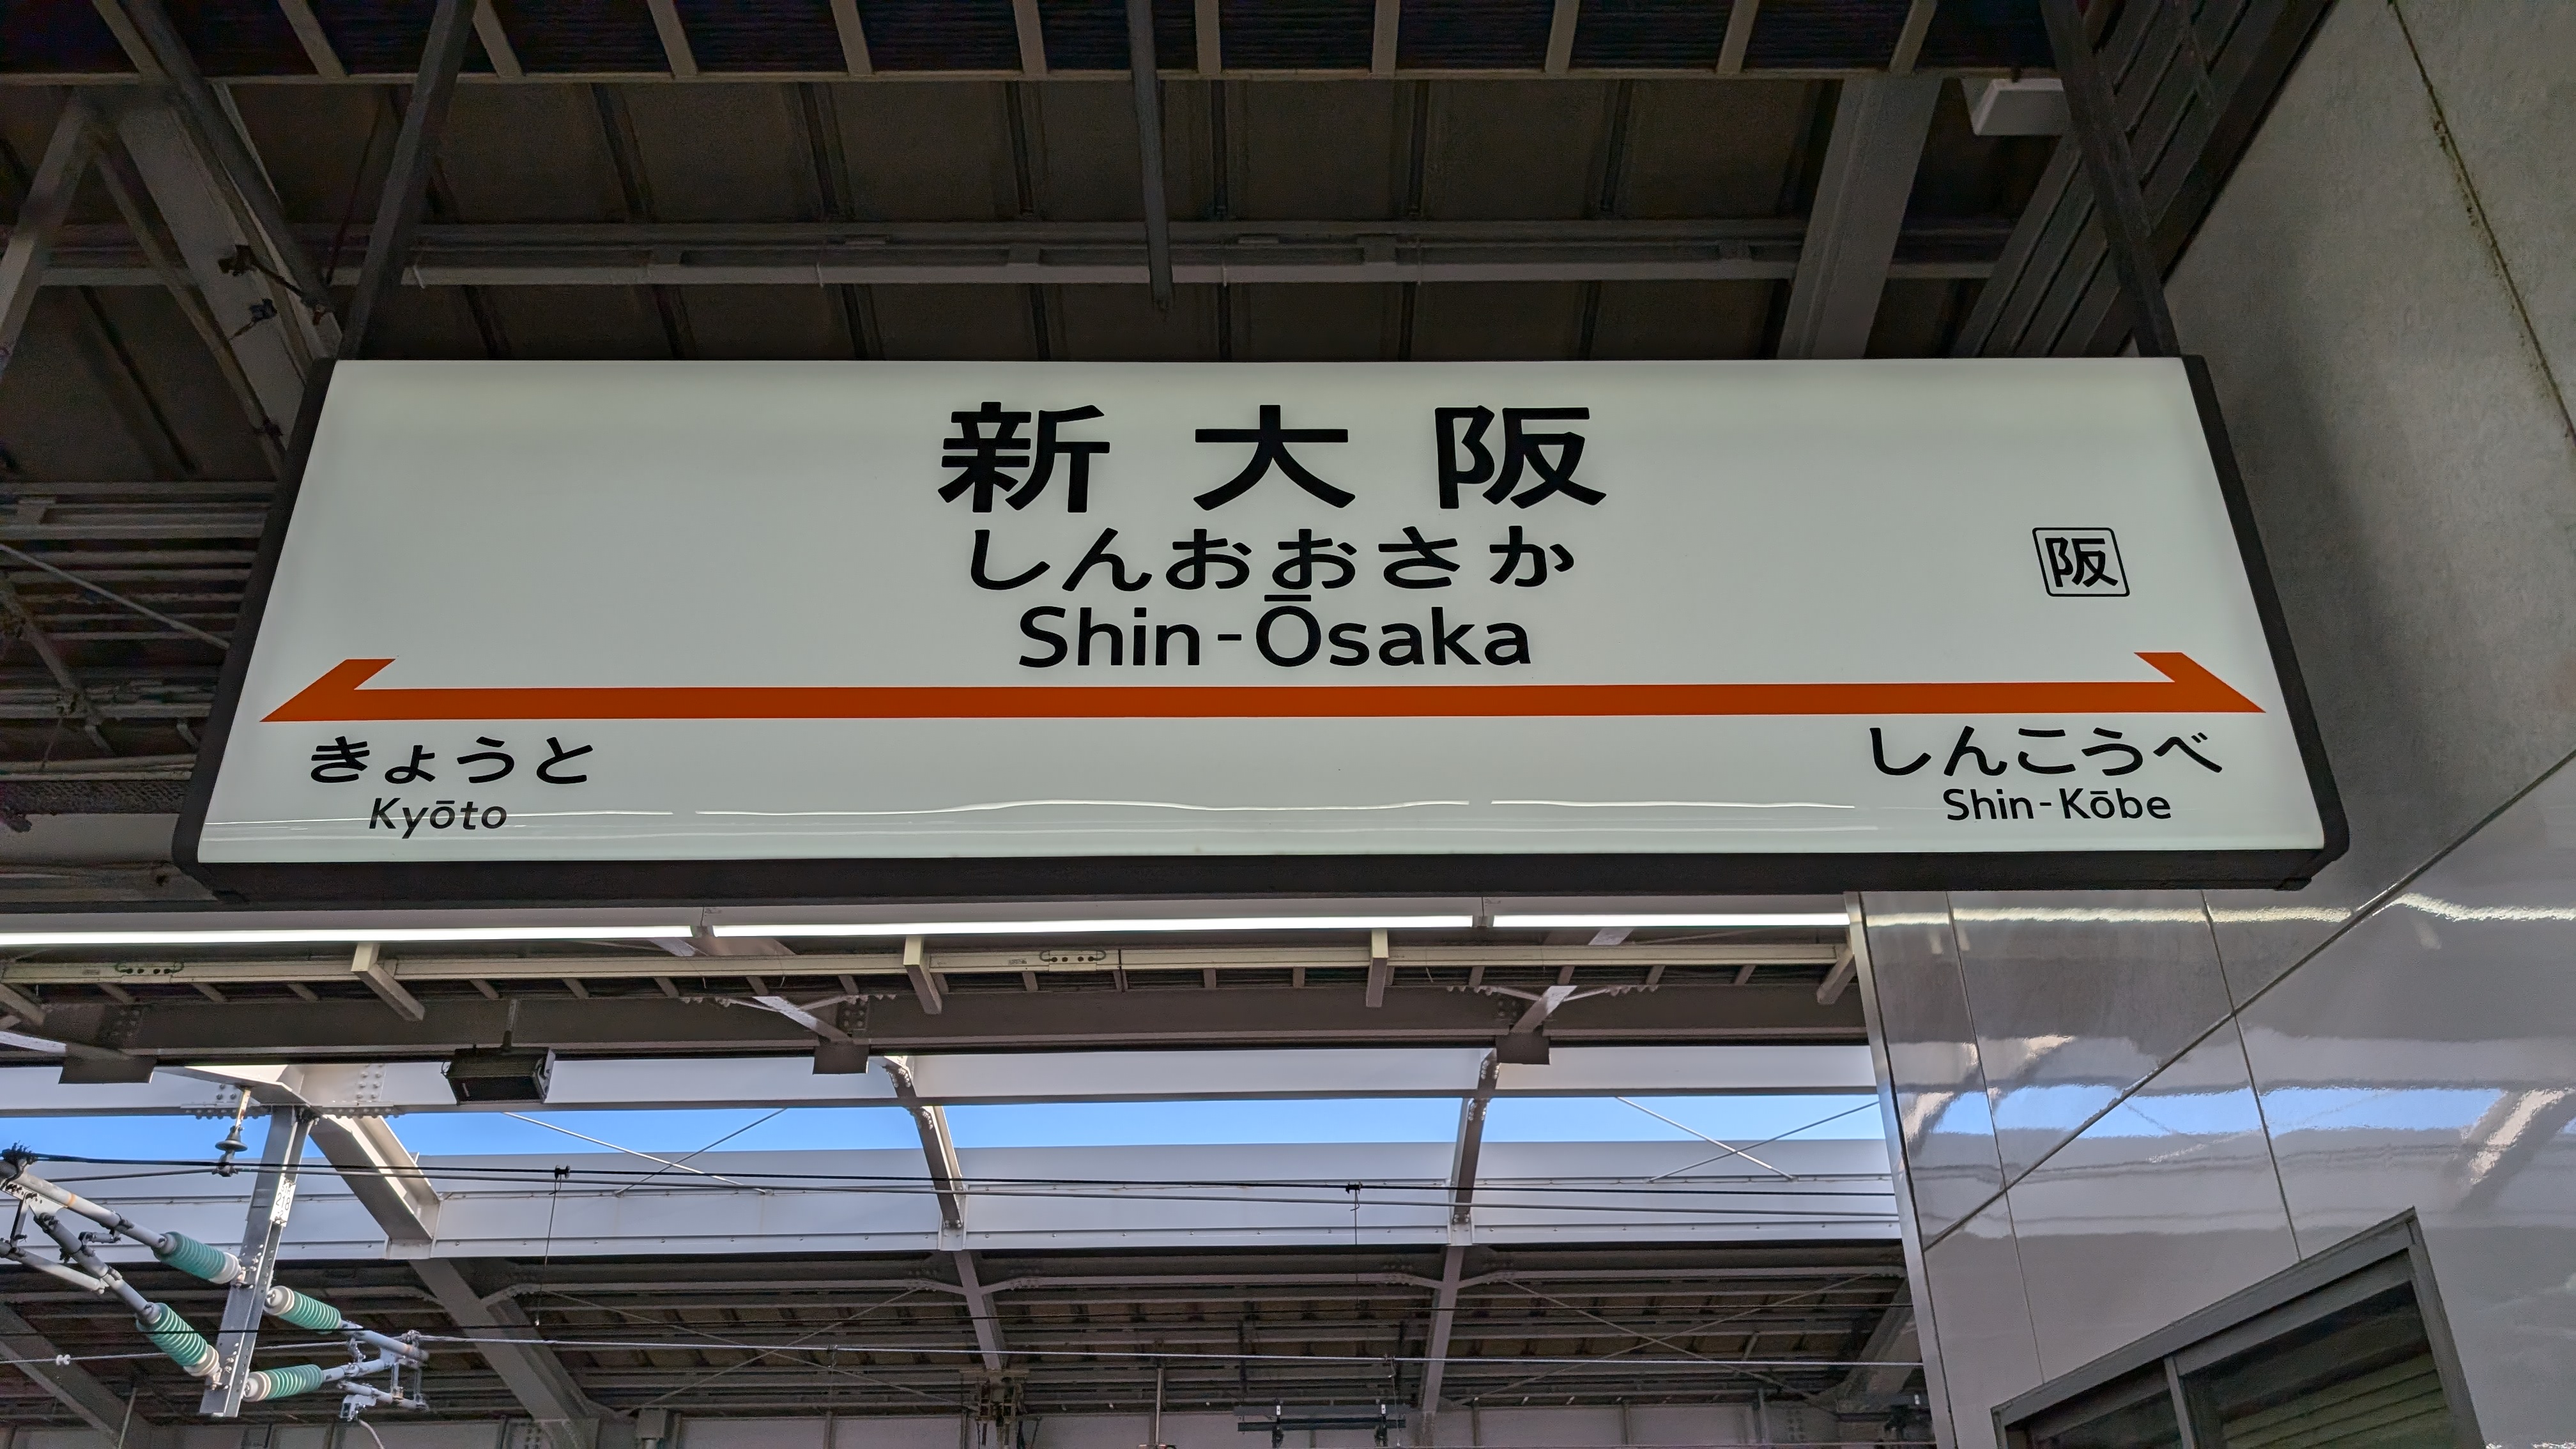 新大阪
しんおおさか
Shin-Ōsaka
阪
きょうと
Kyōto
しんこうべ
Shin-Kōbe